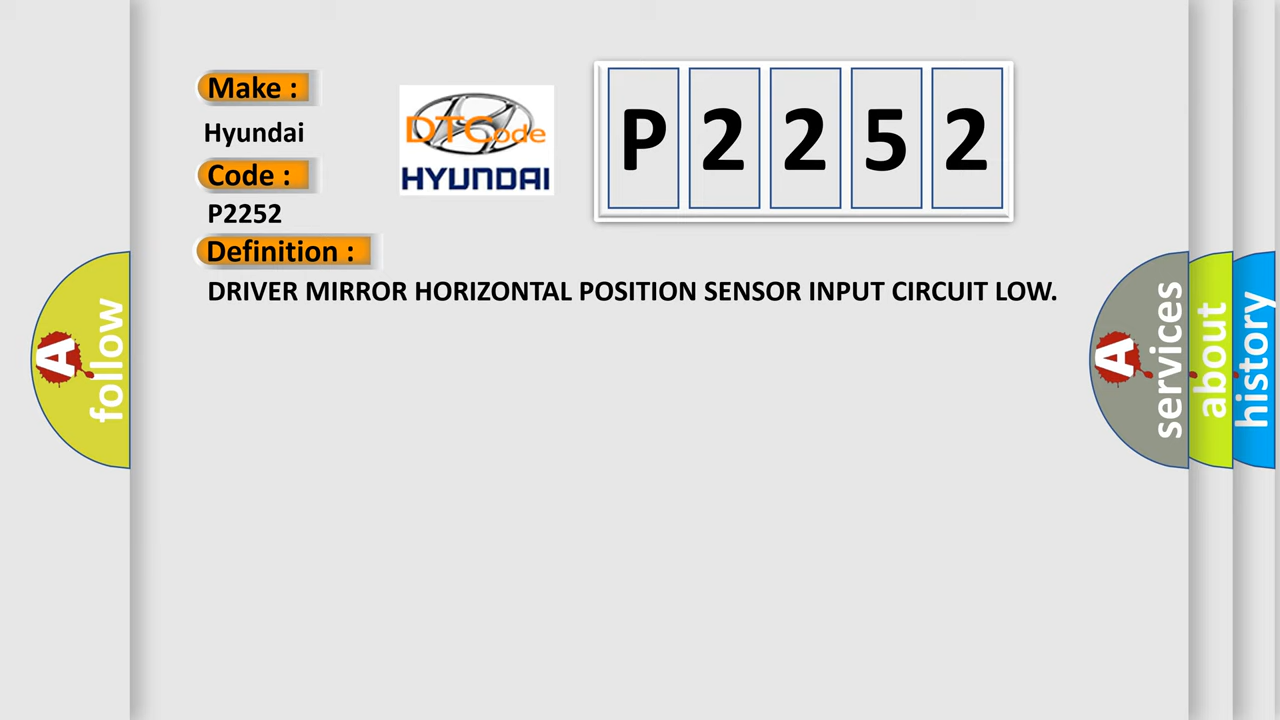 Make :
Hyundai
Code :
P2252
Definition :
DRIVER MIRROR HORIZONTAL POSITION SENSOR INPUT CIRCUIT LOW.
DTCode
HYUNDAI
P 2 2 5 2
A follow
A services
about
history